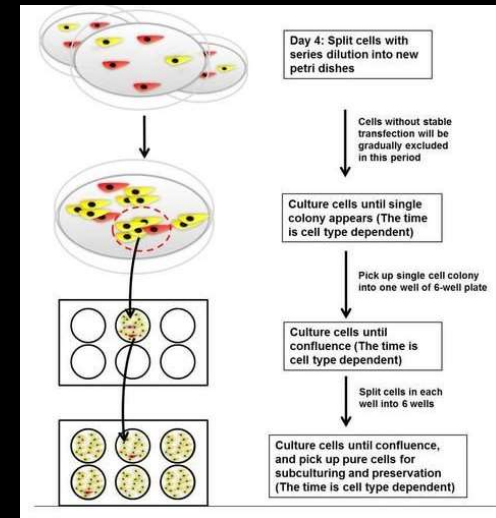 Day 4: Split cells with
series dilution into new
petri dishes
Cells without stable
transfection will be
gradually excluded
in this period
Culture cells until single
colony appears (The time
is cell type dependent)
Pick up single cell colony
into one well of 6-well plate
Culture cells until
confluence (The time is
cell type dependent)
Split cells in each
well into 6 wells
Culture cells until confluence,
and pick up pure cells for
subculturing and preservation
(The time is cell type dependent)